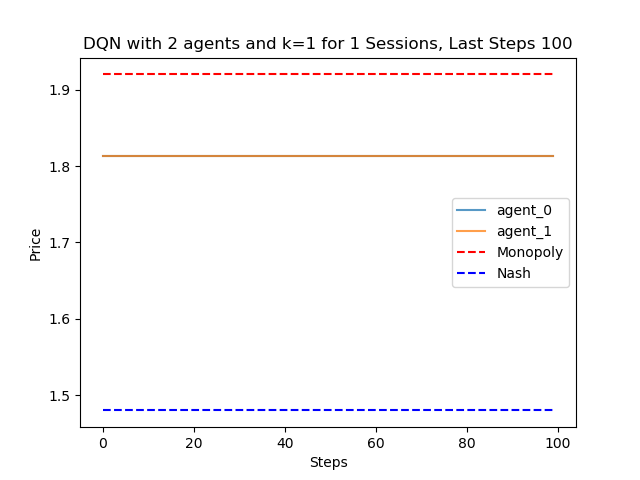 DQN with 2 agents and k=1 for 1 Sessions, Last Steps 100
1.9
1.8
1.7
1.6
1.5
Price
agent_0
agent_1
Monopoly
Nash
0 20 40 60 80 100
Steps